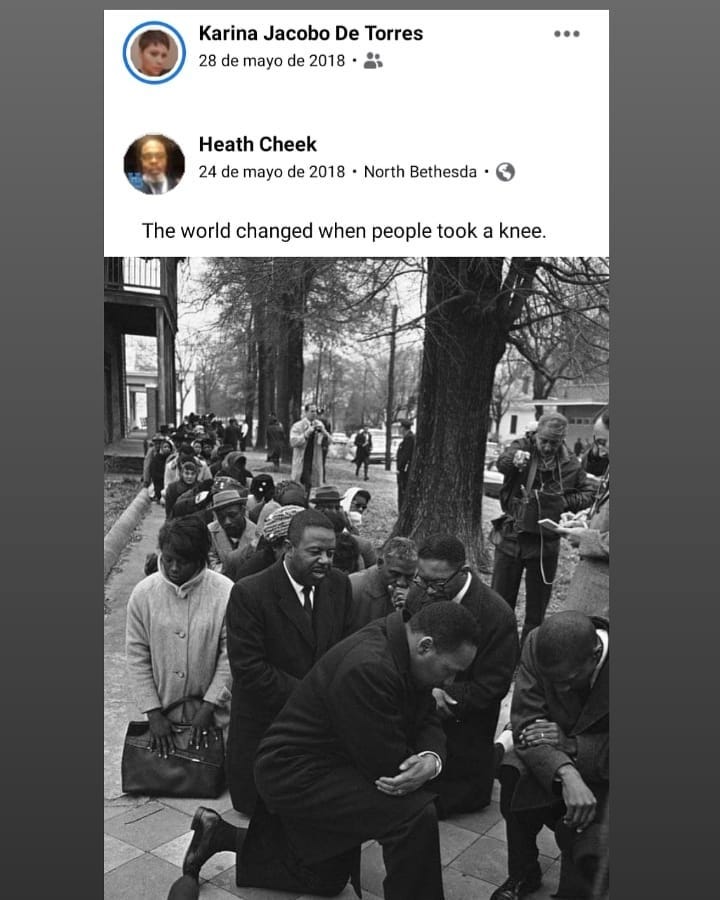 Karina Jacobo De Torres
28 de mayo de 2018 •
Heath Cheek
24 de mayo de 2018 • North Bethesda •
The world changed when people took a knee.